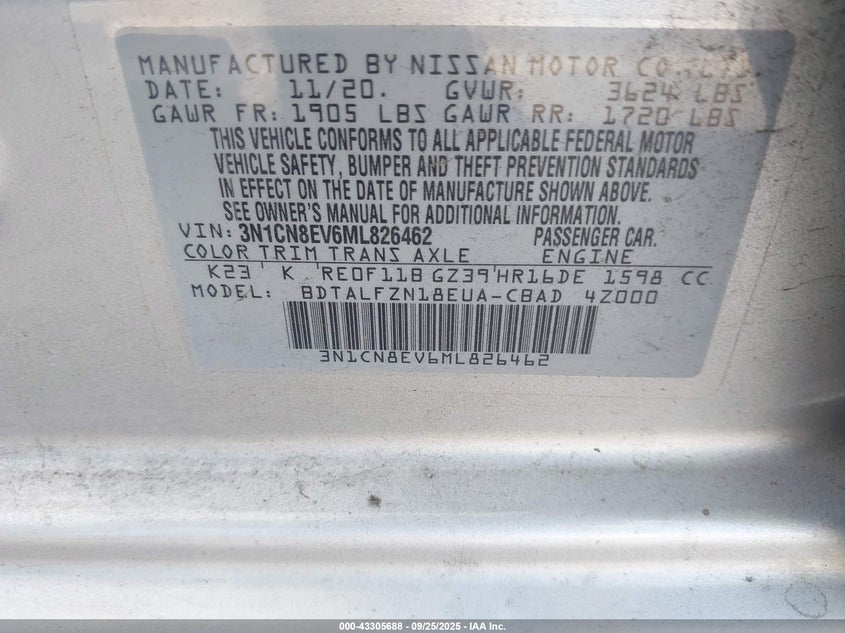 MANUFACTURED BY NISSAN MOTOR CO., LTD.
DATE: 11/20. GVWR: 3624 LBS
GAWR FR: 1905 LBS GAWR RR: 1720 LBS
THIS VEHICLE CONFORMS TO ALL APPLICABLE FEDERAL MOTOR
VEHICLE SAFETY, BUMPER AND THEFT PREVENTION STANDARDS
IN EFFECT ON THE DATE OF MANUFACTURE SHOWN ABOVE.
SEE OWNER'S MANUAL FOR ADDITIONAL INFORMATION
VIN: 3N1CN8EV6ML826462 PASSENGER CAR.
COLOR TRIM TRANS AXLE ENGINE
K23 K RE0F11B GZ39 HR16DE 1598 CC
MODEL: BDTALFZN18EUA-CBAD 4Z000
3N1CN8EV6ML826462
000-43305688 - 09/25/2025 - IAA Inc.